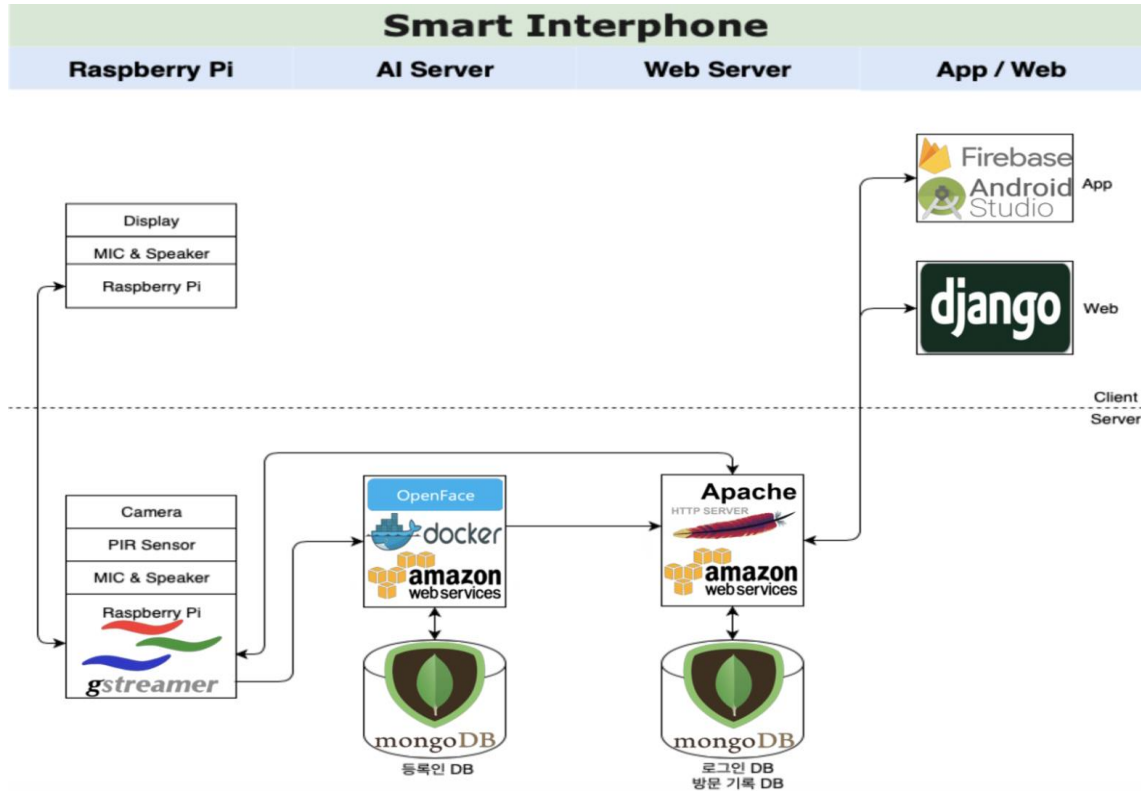 Smart Interphone
Raspberry Pi
AI Server
Web Server
App / Web
Firebase
Android
Studio
App
Display
MIC & Speaker
Raspberry Pi
django
Web
Client
Server
Camera
PIR Sensor
MIC & Speaker
Raspberry Pi
gstreamer
OpenFace
docker
amazon
web services
Apache
HTTP SERVER
amazon
web services
mongoDB
등록인 DB
mongoDB
로그인 DB
방문 기록 DB